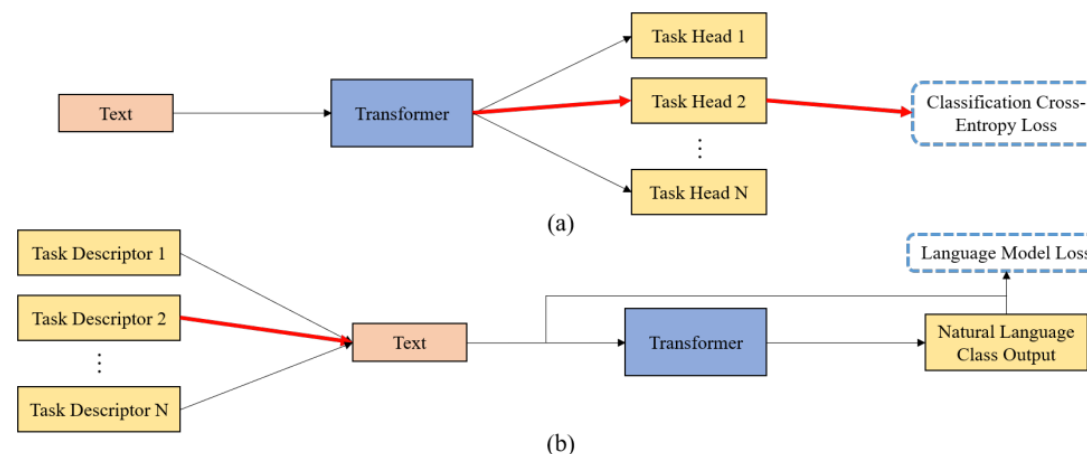 Task Head 1
Text
Transformer
Task Head 2
Classification Cross-
Entropy Loss
⋮
Task Head N
(a)
Task Descriptor 1
Language Model Loss
Task Descriptor 2
Text
Transformer
Natural Language
Class Output
⋮
Task Descriptor N
(b)